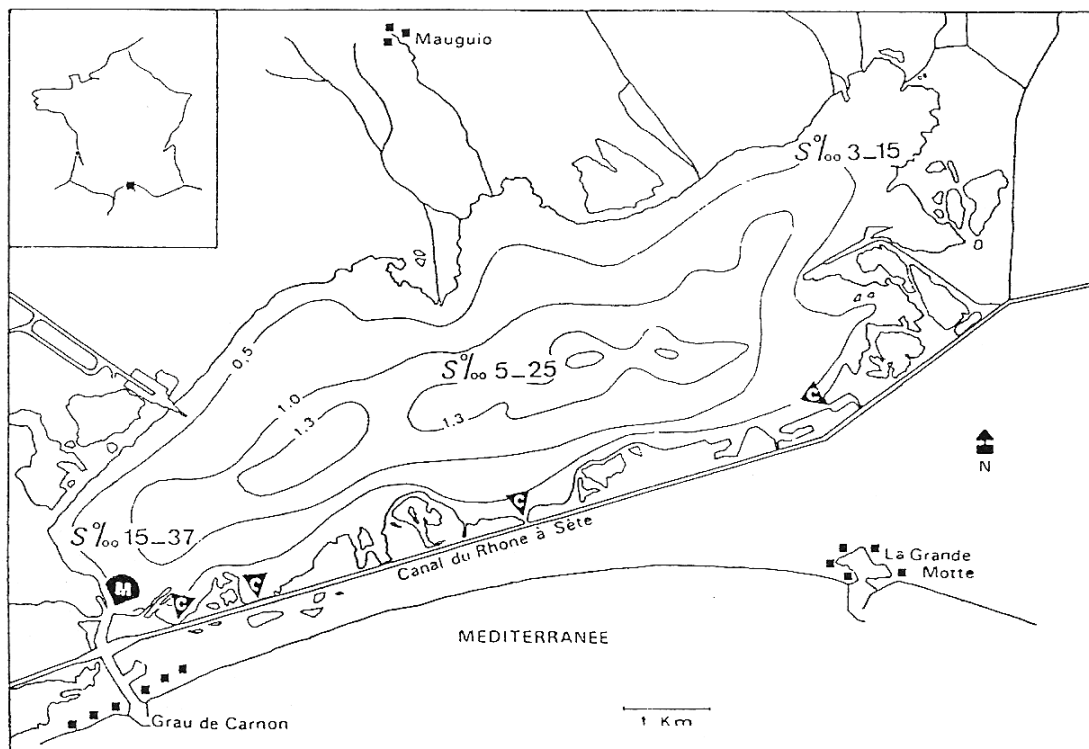 Mauguio
S‰ 3_15
0.5
S‰ 5_25
1.0
1.3
1.3
C
N
C
S‰ 15_37
Canal du Rhone à Sète
La Grande
Motte
M
C
C
MEDITERRANEE
Grau de Carnon
1 Km